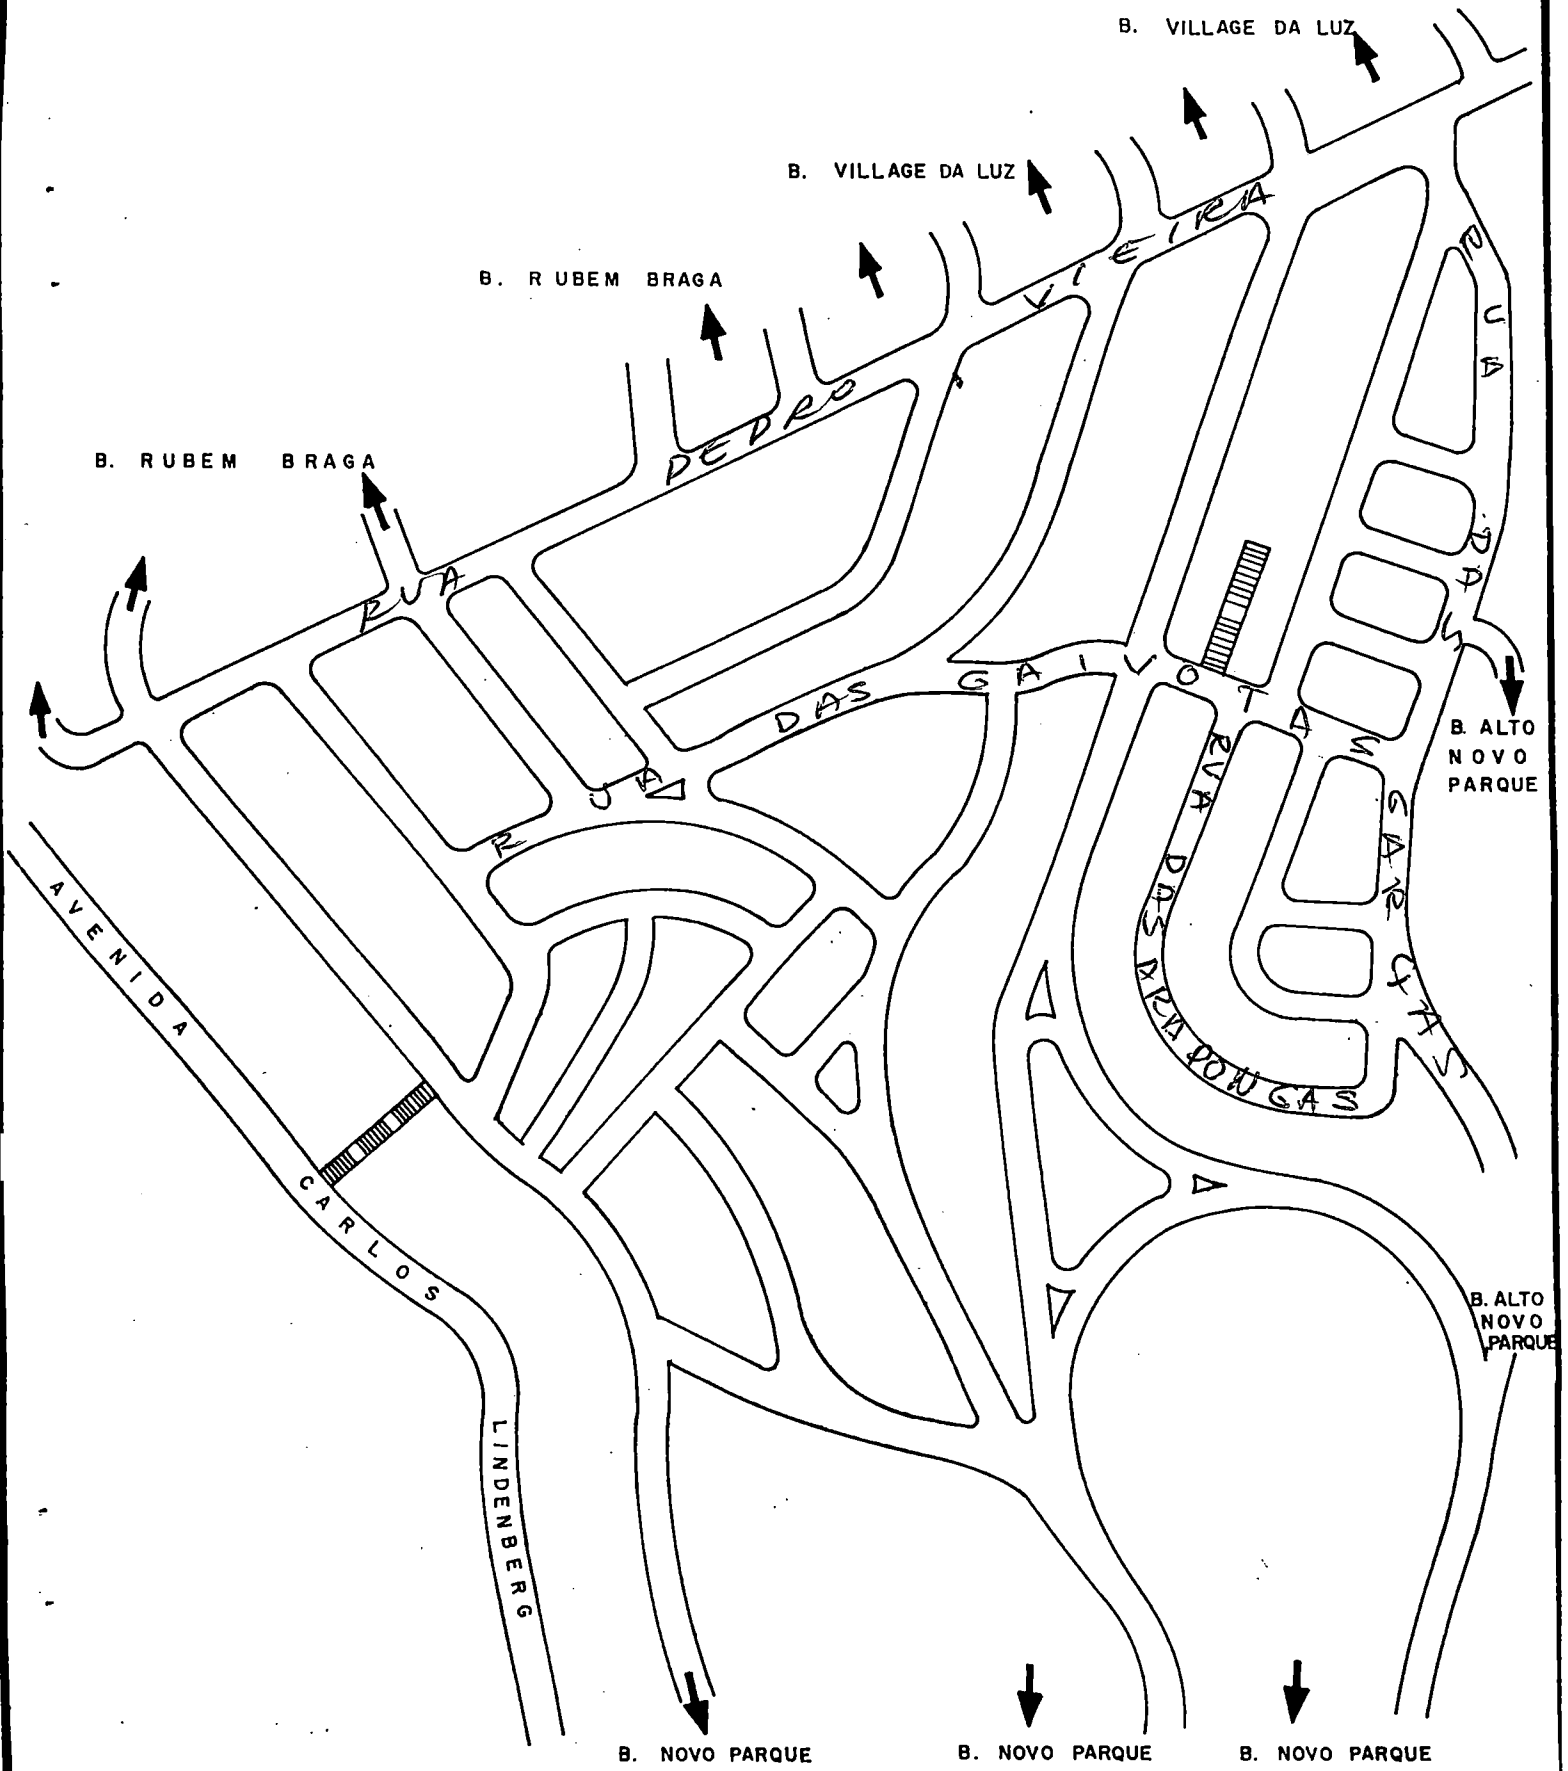 B. VILLAGE DA LUZ
B. VILLAGE DA LUZ
B. RUBEM BRAGA
B. RUBEM BRAGA
RUA PEDRO VIEIRA
RUA DAS GARÇAS
RUA DAS GAIVOTAS
RUA DAS ARAPONGAS
B. ALTO
NOVO
PARQUE
AVENIDA CARLOS LINDENBERG
B. ALTO
NOVO
PARQUE
B. NOVO PARQUE
B. NOVO PARQUE
B. NOVO PARQUE